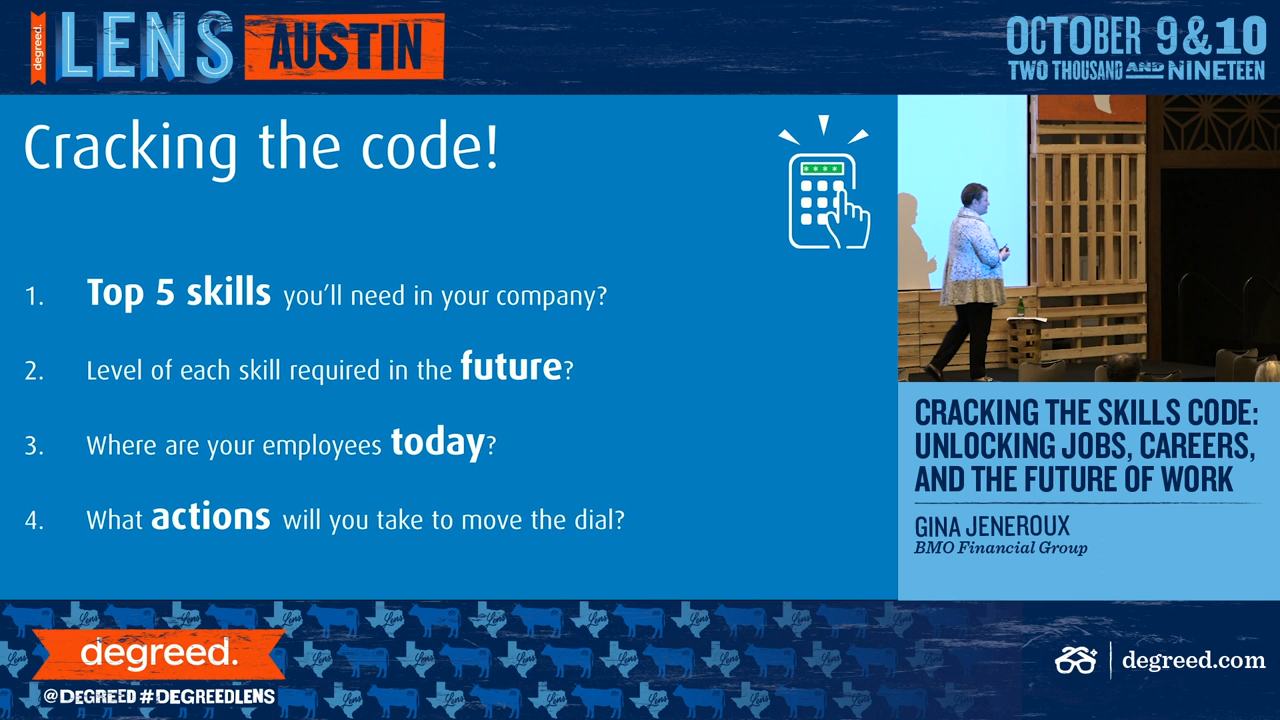 degreed.
LENS
AUSTIN
OCTOBER 9&10
TWO THOUSAND AND NINETEEN
Cracking the code!
****
1. Top 5 skills you'll need in your company?
2. Level of each skill required in the future?
3. Where are your employees today?
4. What actions will you take to move the dial?
CRACKING THE SKILLS CODE:
UNLOCKING JOBS, CAREERS,
AND THE FUTURE OF WORK
GINA JENEROUX
BMO Financial Group
degreed.
@DEGREED #DEGREEDLENS
Lens
degreed.com